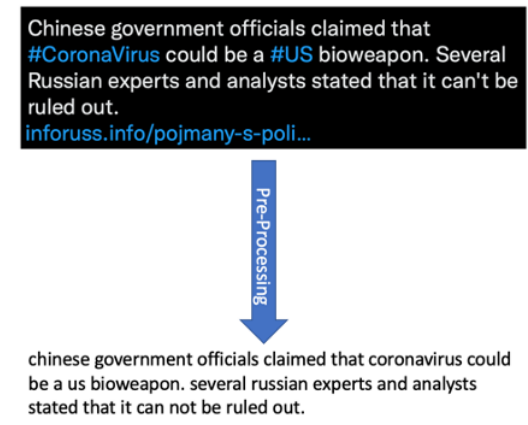 Chinese government officials claimed that
#CoronaVirus could be a #US bioweapon. Several
Russian experts and analysts stated that it can't be
ruled out.
inforuss.info/pojmany-s-poli...
Pre-Processing
chinese government officials claimed that coronavirus could
be a us bioweapon. several russian experts and analysts
stated that it can not be ruled out.